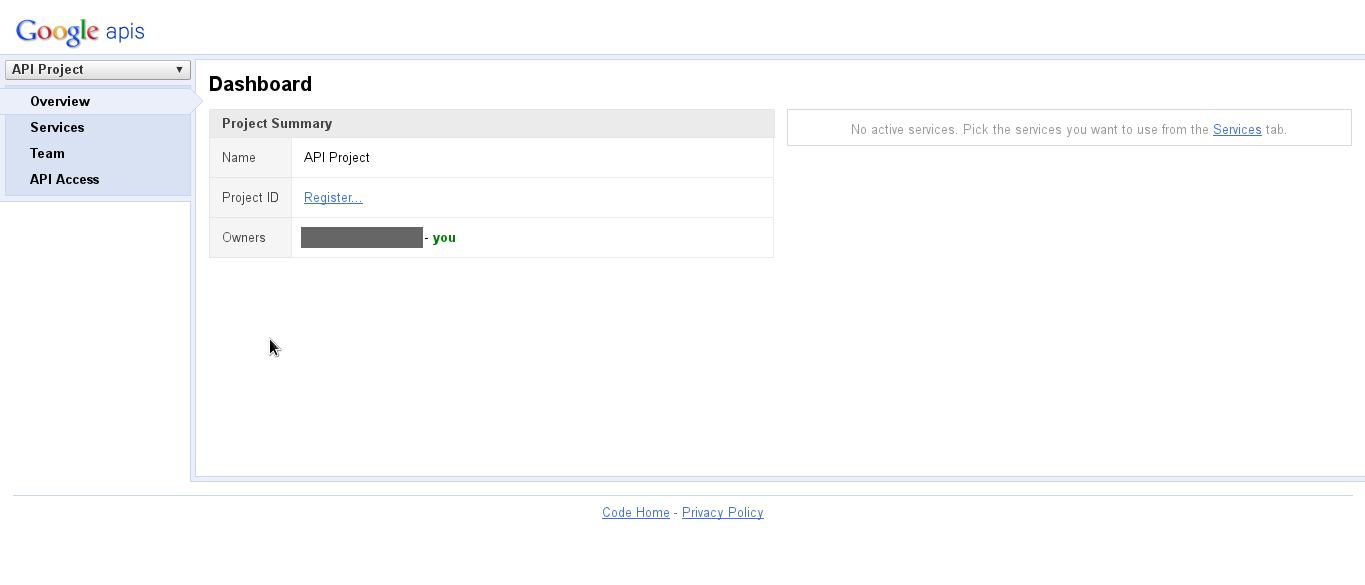 Google apis
API Project ▼
Overview
Services
Team
API Access
Dashboard
Project Summary
Name API Project
Project ID Register...
Owners - you
No active services. Pick the services you want to use from the Services tab.
Code Home - Privacy Policy